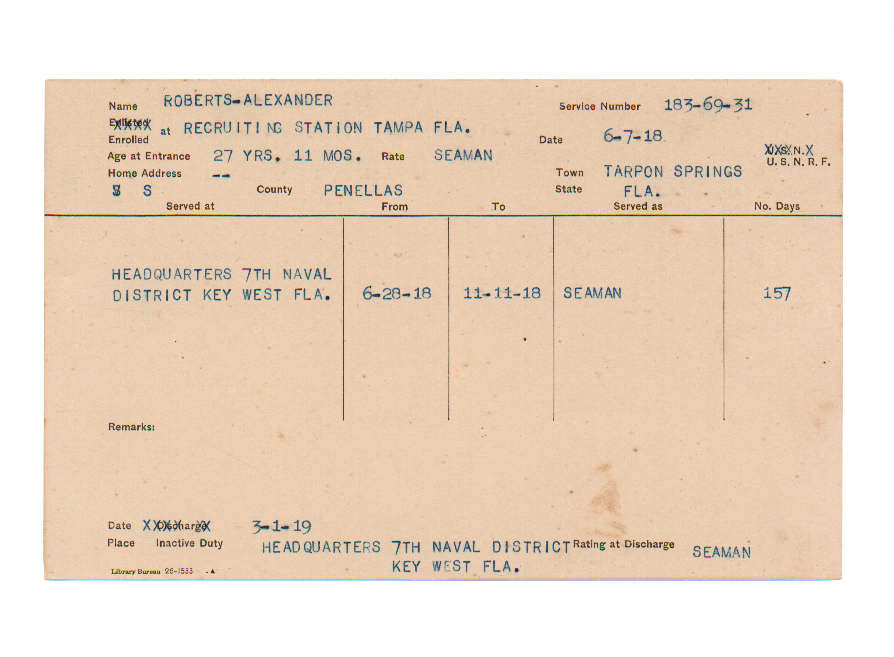 Name ROBERTS-ALEXANDER Service Number 183-69-31
Enlisted
Enrolled at RECRUITING STATION TAMPA FLA. Date 6-7-18
Age at Entrance 27 YRS. 11 MOS. Rate SEAMAN U.S.N.X
U. S. N. R. F.
Home Address -- Town TARPON SPRINGS
S S County PENELLAS State FLA.
Served at From To Served as No. Days
HEADQUARTERS 7TH NAVAL
DISTRICT KEY WEST FLA. 6-28-18 11-11-18 SEAMAN 157
Remarks:
Date Discharge 3-1-19
Place Inactive Duty HEADQUARTERS 7TH NAVAL DISTRICT Rating at Discharge SEAMAN
KEY WEST FLA.
Library Bureau 26-1533 A